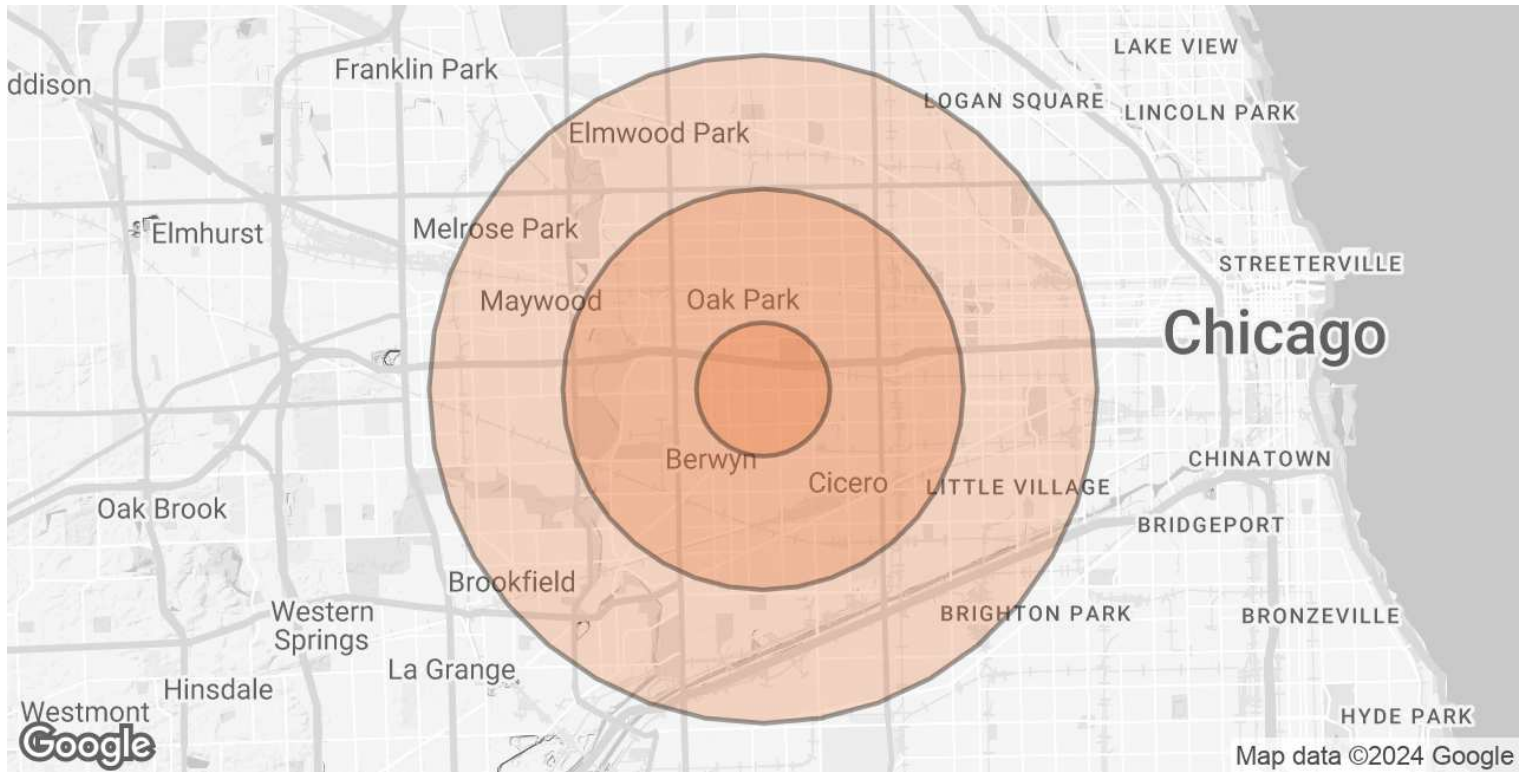 LAKE VIEW
Franklin Park
ddison
LOGAN SQUARE
LINCOLN PARK
Elmwood Park
Melrose Park
Elmhurst
STREETERVILLE
Maywood
Oak Park
Chicago
Berwyn
CHINATOWN
Cicero
LITTLE VILLAGE
Oak Brook
BRIDGEPORT
Brookfield
Western
Springs
BRIGHTON PARK
BRONZEVILLE
La Grange
Hinsdale
Westmont
HYDE PARK
Google
Map data ©2024 Google